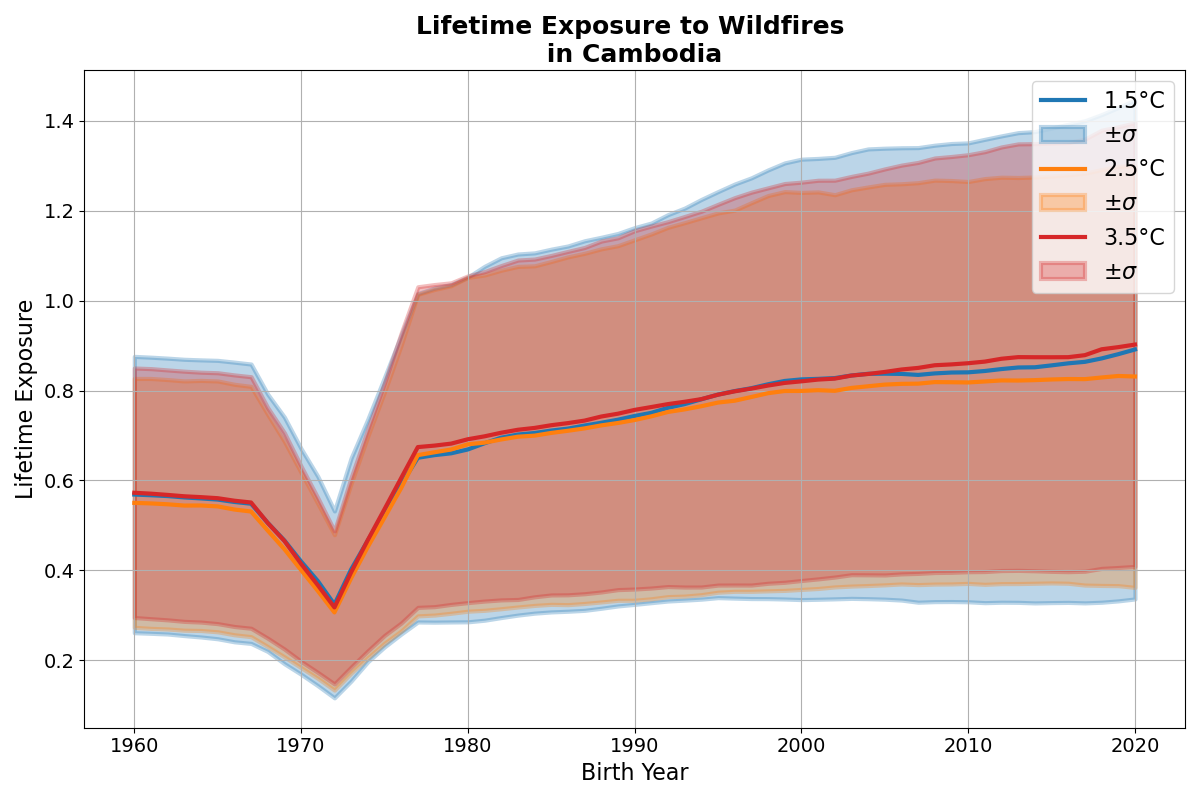 Lifetime Exposure to Wildfires
in Cambodia
Lifetime Exposure
1.4
1.2
1.0
0.8
0.6
0.4
0.2
1.5°C
±σ
2.5°C
±σ
3.5°C
±σ
1960 1970 1980 1990 2000 2010 2020
Birth Year